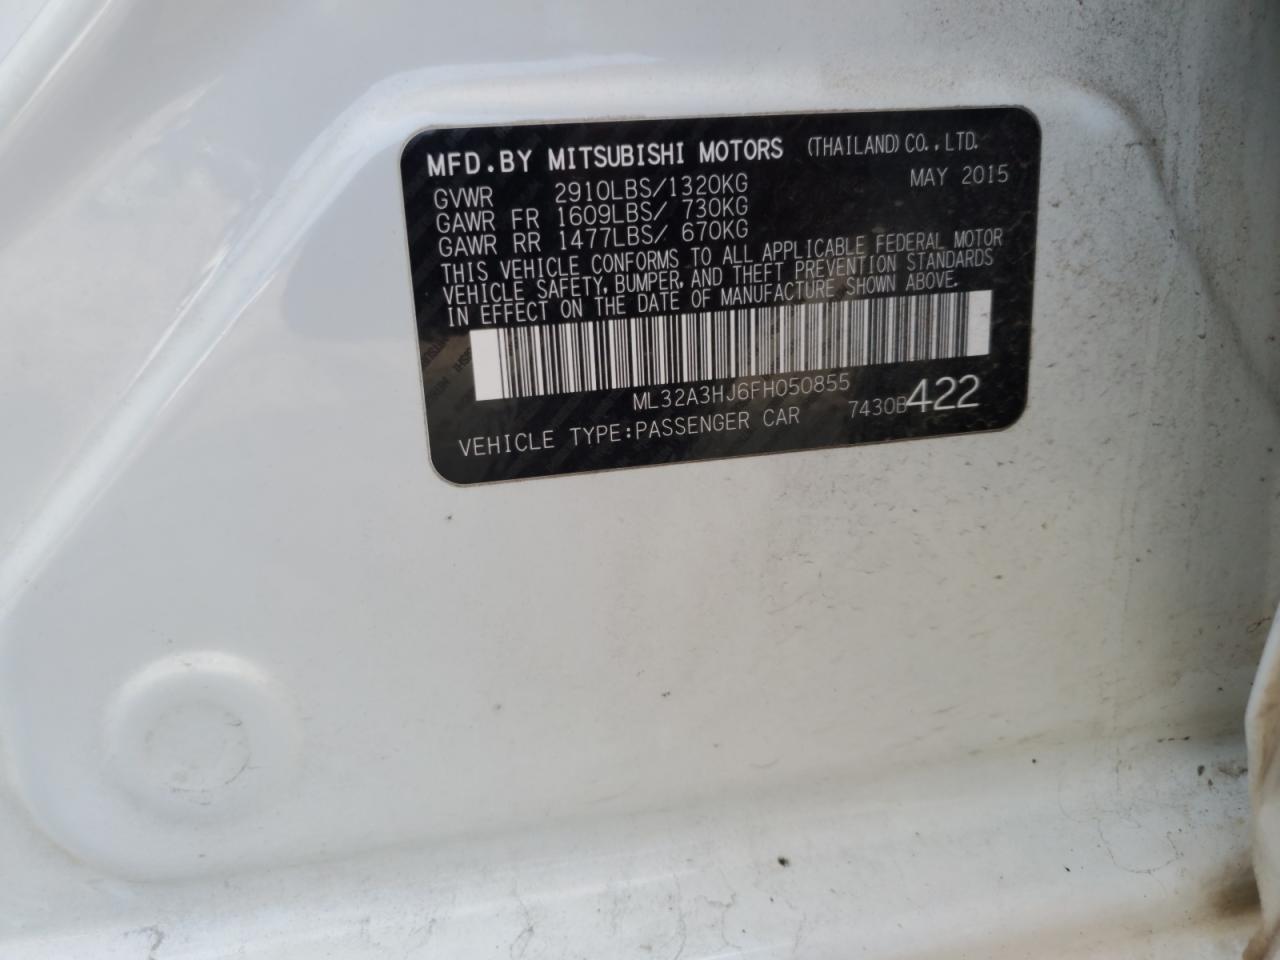 MFD.BY MITSUBISHI MOTORS (THAILAND)CO.,LTD.
GVWR 2910LBS/1320KG MAY 2015
GAWR FR 1609LBS/ 730KG
GAWR RR 1477LBS/ 670KG
THIS VEHICLE CONFORMS TO ALL APPLICABLE FEDERAL MOTOR
VEHICLE SAFETY, BUMPER, AND THEFT PREVENTION STANDARDS
IN EFFECT ON THE DATE OF MANUFACTURE SHOWN ABOVE.
ML32A3HJ6FH050855
VEHICLE TYPE:PASSENGER CAR 7430B422